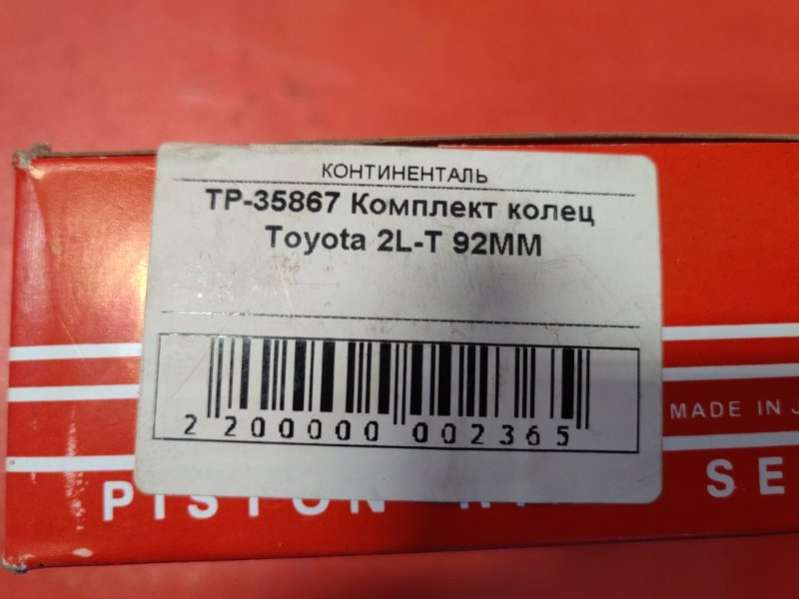 КОНТИНЕНТАЛЬ
TP-35867 Комплект колец
Toyota 2L-T 92MM
2 200000 002365
MADE IN J
PISTON
SE